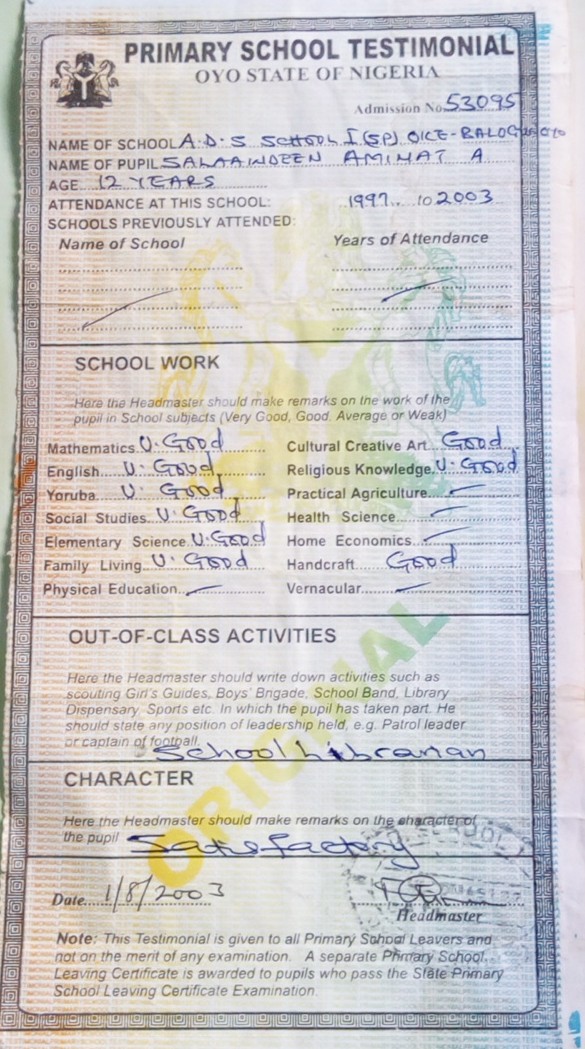 PRIMARY SCHOOL TESTIMONIAL
OYO STATE OF NIGERIA
Admission No 53095
NAME OF SCHOOL A.D.S SCHOOL I (SP) OKE-BALOGUN
NAME OF PUPIL SALAAINDEEN AMINAT A
AGE 12 YEARS
ATTENDANCE AT THIS SCHOOL: 1997 to 2003
SCHOOLS PREVIOUSLY ATTENDED:
Name of School Years of Attendance
SCHOOL WORK
Here the Headmaster should make remarks on the work of the
pupil in School subjects (Very Good, Good. Average or Weak)
Mathematics V. Good Cultural Creative Art Good
English V. Good Religious Knowledge V. Good
Yoruba V. Good Practical Agriculture
Social Studies V. Good Health Science
Elementary Science V. Good Home Economics
Family Living V. Good Handcraft Good
Physical Education Vernacular
OUT-OF-CLASS ACTIVITIES
Here the Headmaster should write down activities such as
scouting Girl's Guides, Boys' Brigade, School Band, Library
Dispensary Sports etc. In which the pupil has taken part. He
should state any position of leadership held, e.g. Patrol leader
or captain of football
School Librarian
CHARACTER
Here the Headmaster should make remarks on the character of
the pupil Satisfactory
ORIGINAL
Date 1/8/2003
Headmaster
Note: This Testimonial is given to all Primary School Leavers and
not on the merit of any examination. A separate Primary School
Leaving Certificate is awarded to pupils who pass the State Primary
School Leaving Certificate Examination.